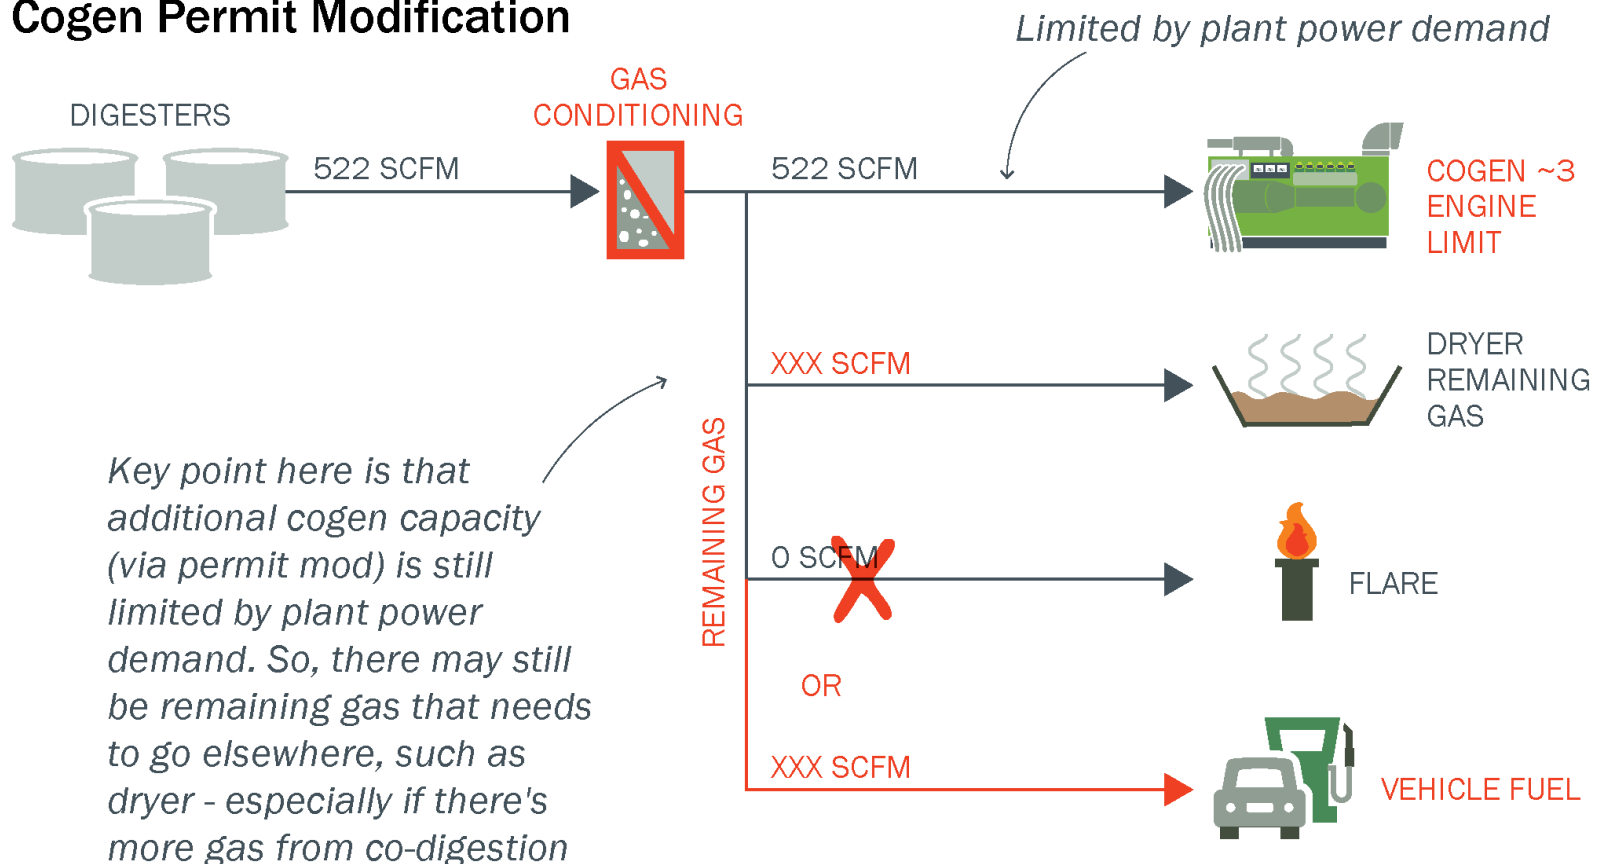 Cogen Permit Modification
Limited by plant power demand
GAS
CONDITIONING
DIGESTERS
522 SCFM
522 SCFM
COGEN ~3
ENGINE
LIMIT
XXX SCFM
DRYER
REMAINING
GAS
REMAINING GAS
Key point here is that
additional cogen capacity
(via permit mod) is still
limited by plant power
demand. So, there may still
be remaining gas that needs
to go elsewhere, such as
dryer - especially if there's
more gas from co-digestion
0 SCFM
FLARE
OR
XXX SCFM
VEHICLE FUEL